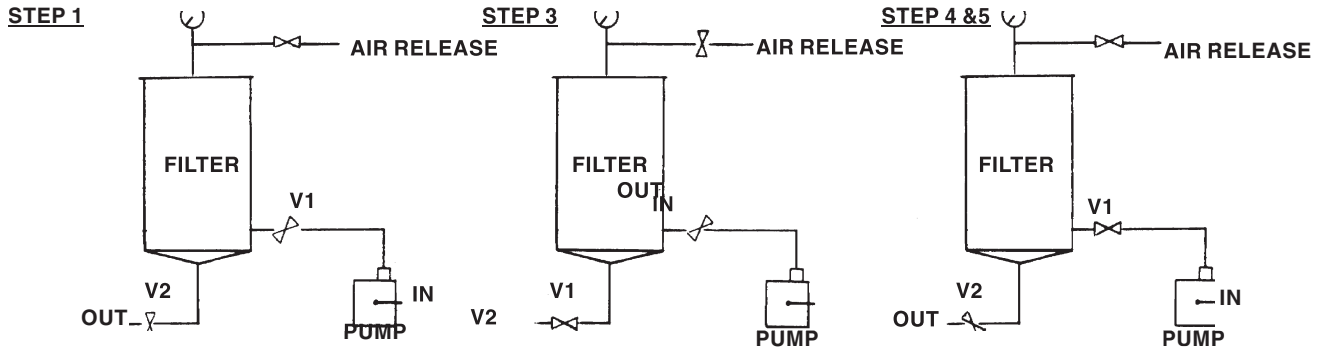 STEP 1
AIR RELEASE
FILTER
V1
V2
OUT
IN
PUMP
STEP 3
AIR RELEASE
FILTER
OUT
IN
V1
V2
PUMP
STEP 4 &5
AIR RELEASE
FILTER
V1
V2
OUT
IN
PUMP